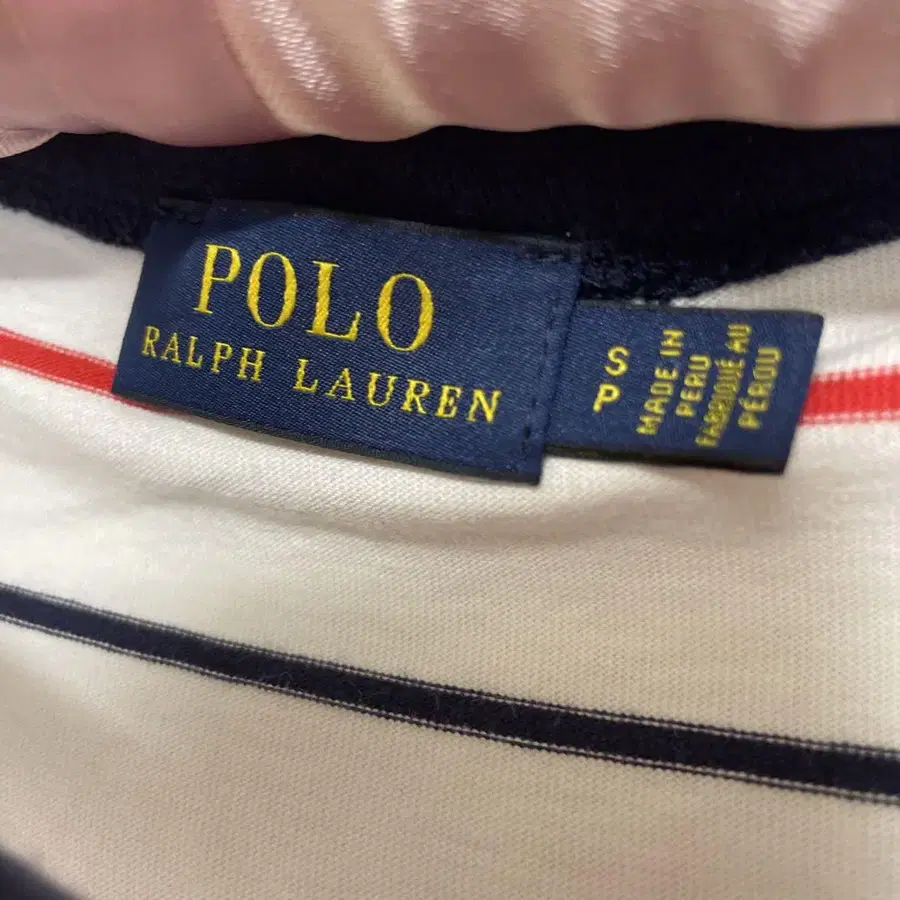 POLO
RALPH LAUREN
S
P
MADE IN
PERU
FABRIQUÉ AU
PÉROU